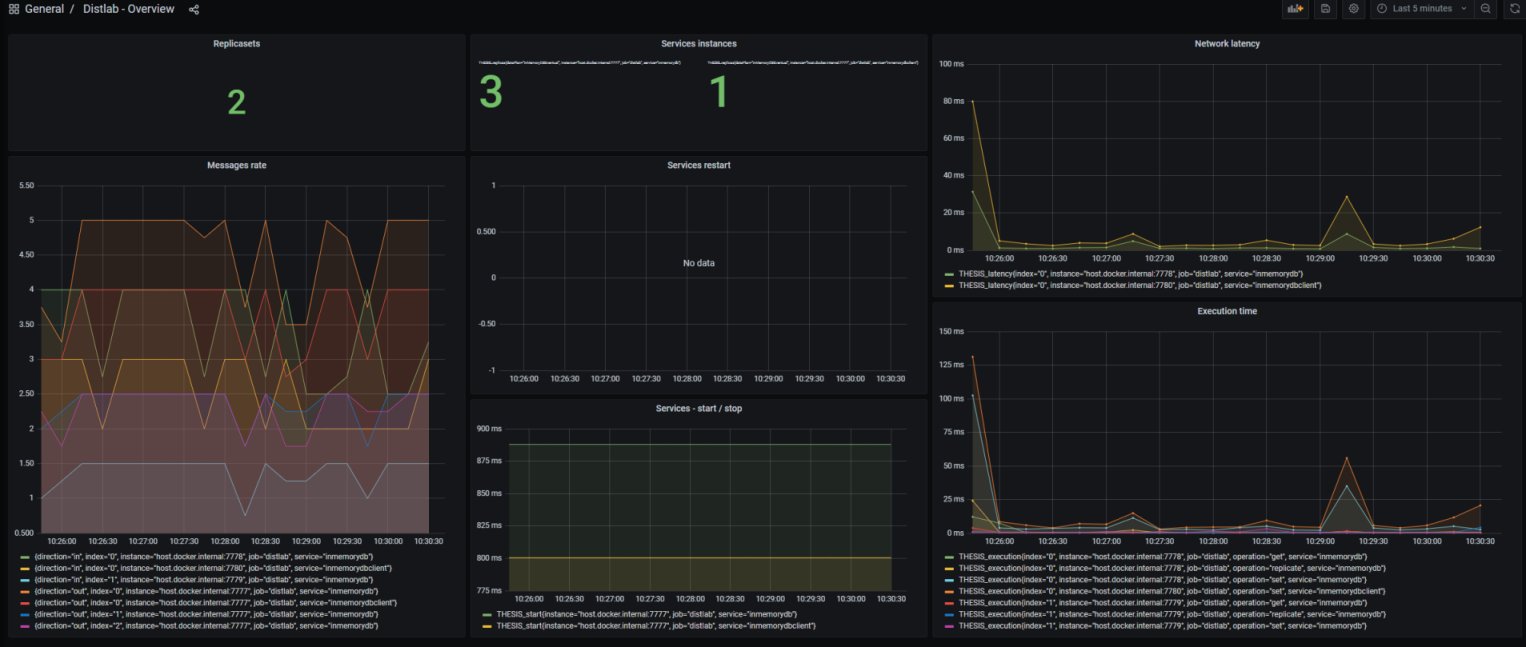 General / Distlab - Overview
Last 5 minutes
Replicasets
2
Services instances
3
1
Messages rate
5.50
5
4.50
4
3.50
3
2.50
2
1.50
1
0.500
10:26:00 10:26:30 10:27:00 10:27:30 10:28:00 10:28:30 10:29:00 10:29:30 10:30:00 10:30:30
{direction="in", index="0", instance="host.docker.internal:7778", job="distlab", service="inmemorydb"}
{direction="in", index="0", instance="host.docker.internal:7780", job="distlab", service="inmemorydbclient"}
{direction="in", index="1", instance="host.docker.internal:7779", job="distlab", service="inmemorydb"}
{direction="out", index="0", instance="host.docker.internal:7777", job="distlab", service="inmemorydb"}
{direction="out", index="0", instance="host.docker.internal:7777", job="distlab", service="inmemorydbclient"}
{direction="out", index="1", instance="host.docker.internal:7777", job="distlab", service="inmemorydb"}
{direction="out", index="2", instance="host.docker.internal:7777", job="distlab", service="inmemorydb"}
Services restart
1
0.500
0
-0.50
-1
No data
10:26:00 10:26:30 10:27:00 10:27:30 10:28:00 10:28:30 10:29:00 10:29:30 10:30:00 10:30:30
Services - start / stop
900 ms
875 ms
850 ms
825 ms
800 ms
775 ms
10:26:00 10:26:30 10:27:00 10:27:30 10:28:00 10:28:30 10:29:00 10:29:30 10:30:00 10:30:30
THESIS_start{instance="host.docker.internal:7777", job="distlab", service="inmemorydb"}
THESIS_start{instance="host.docker.internal:7777", job="distlab", service="inmemorydbclient"}
Network latency
100 ms
80 ms
60 ms
40 ms
20 ms
0 ms
10:26:00 10:26:30 10:27:00 10:27:30 10:28:00 10:28:30 10:29:00 10:29:30 10:30:00 10:30:30
THESIS_latency{index="0", instance="host.docker.internal:7778", job="distlab", service="inmemorydb"}
THESIS_latency{index="0", instance="host.docker.internal:7780", job="distlab", service="inmemorydbclient"}
Execution time
150 ms
125 ms
100 ms
75 ms
50 ms
25 ms
0 ms
10:26:00 10:26:30 10:27:00 10:27:30 10:28:00 10:28:30 10:29:00 10:29:30 10:30:00 10:30:30
THESIS_execution{index="0", instance="host.docker.internal:7778", job="distlab", operation="get", service="inmemorydb"}
THESIS_execution{index="0", instance="host.docker.internal:7778", job="distlab", operation="replicate", service="inmemorydb"}
THESIS_execution{index="0", instance="host.docker.internal:7778", job="distlab", operation="set", service="inmemorydb"}
THESIS_execution{index="0", instance="host.docker.internal:7780", job="distlab", operation="set", service="inmemorydbclient"}
THESIS_execution{index="1", instance="host.docker.internal:7779", job="distlab", operation="get", service="inmemorydb"}
THESIS_execution{index="1", instance="host.docker.internal:7779", job="distlab", operation="replicate", service="inmemorydb"}
THESIS_execution{index="1", instance="host.docker.internal:7779", job="distlab", operation="set", service="inmemorydb"}